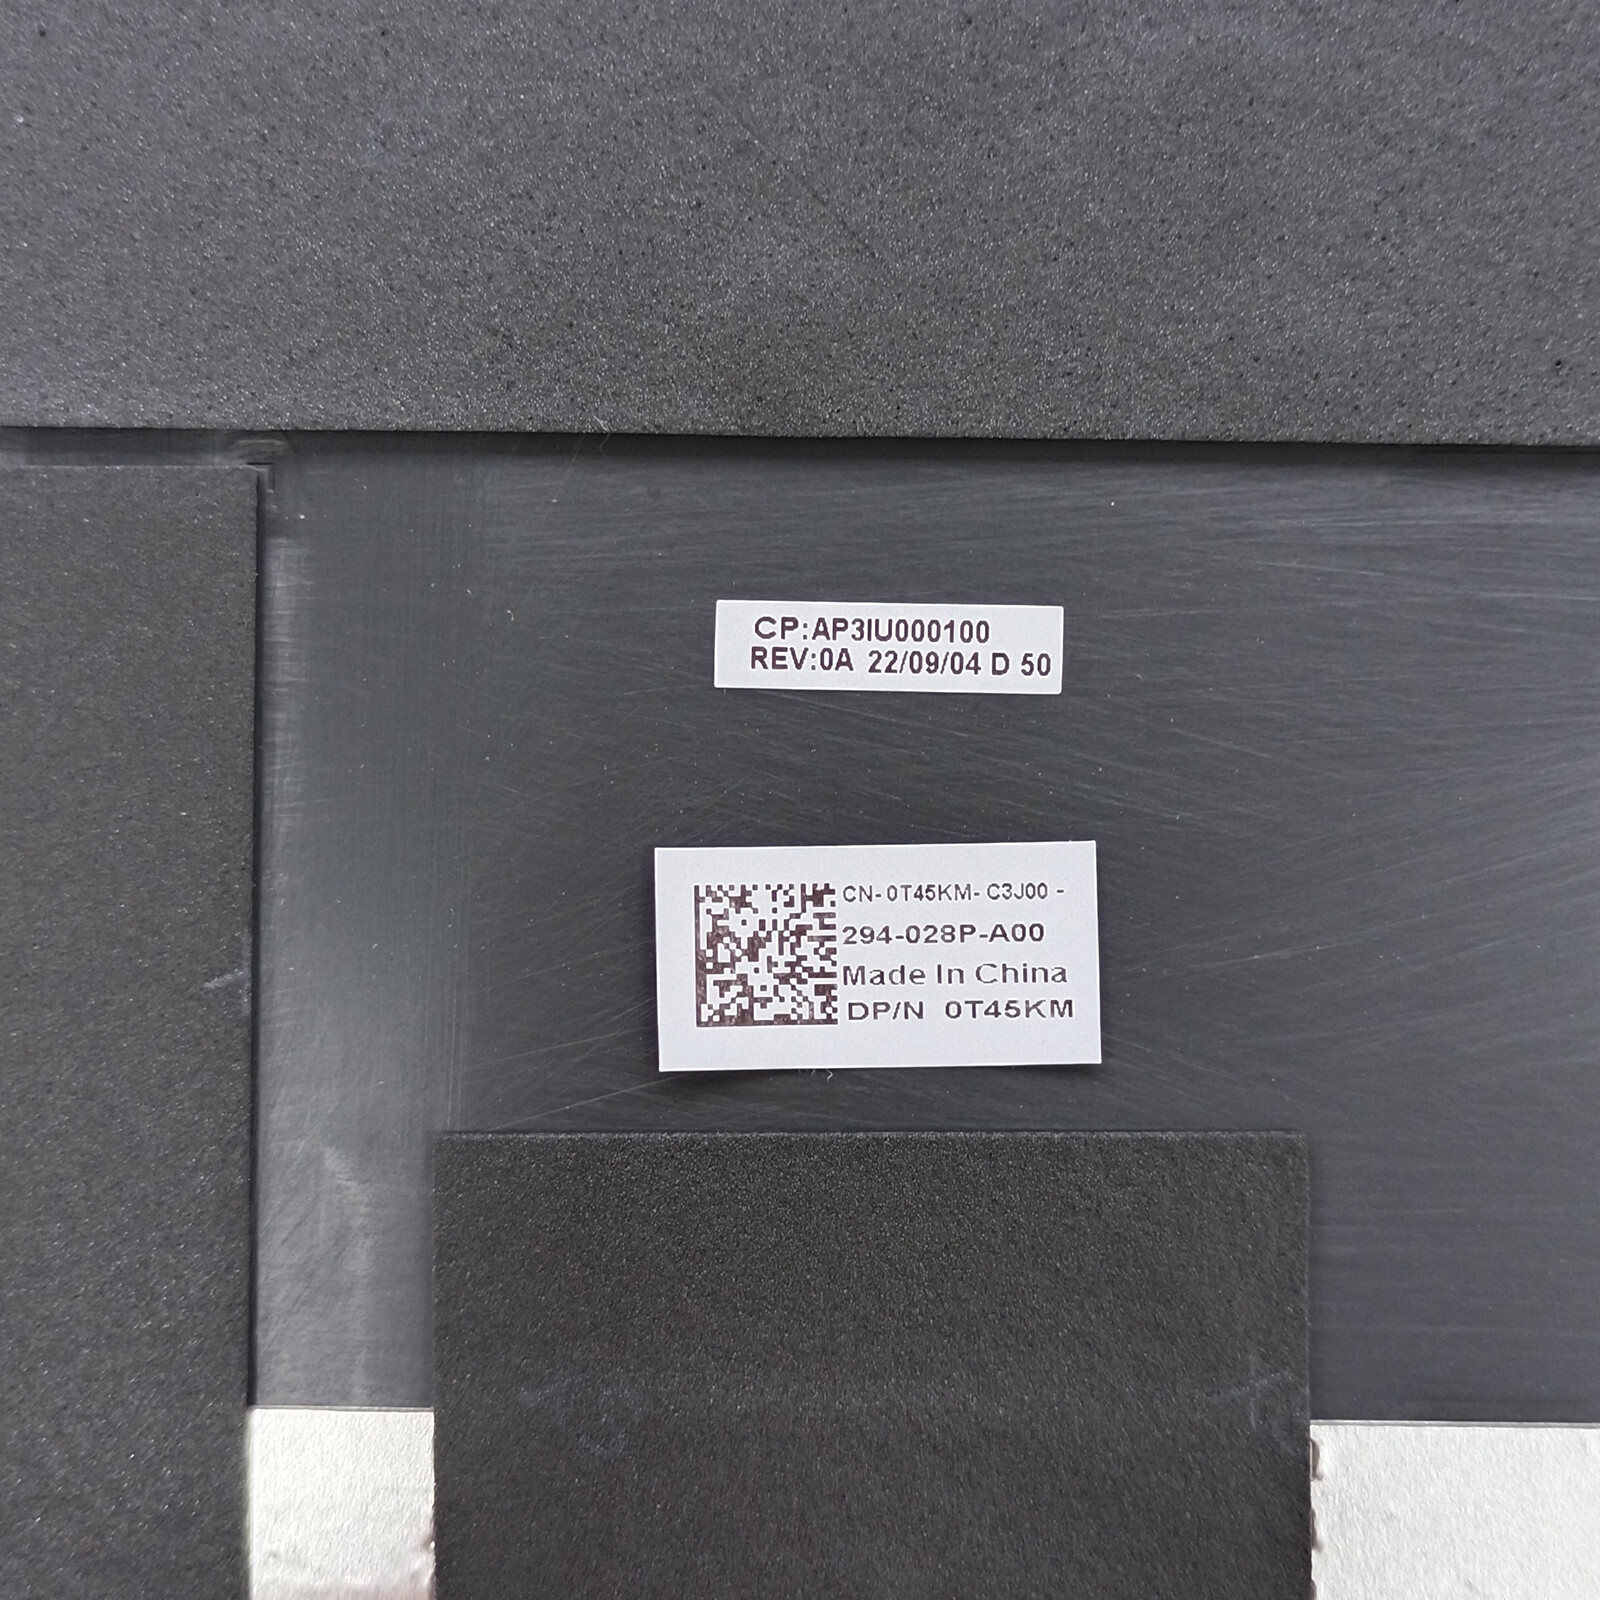 CP:AP3IU000100
REV:0A 22/09/04 D 50
CN-0T45KM-C3J00-
294-028P-A00
Made In China
DP/N 0T45KM